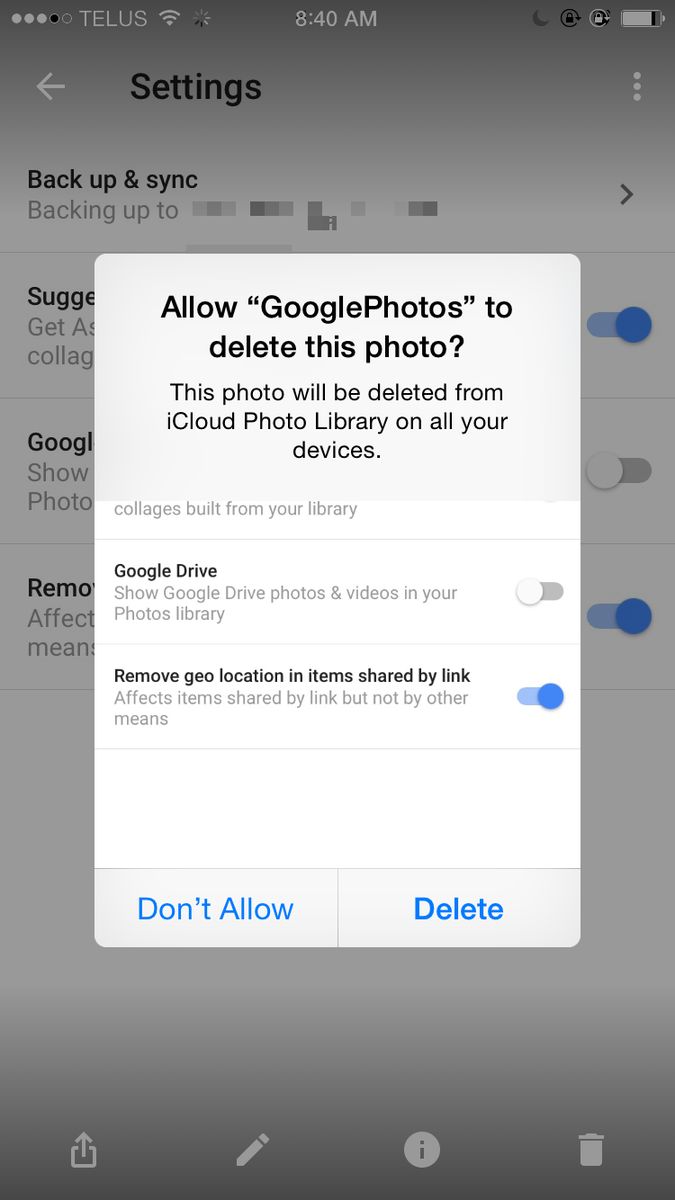 TELUS 8:40 AM
Settings
Back up & sync
Backing up to
Sugge
Get As
collag
Googl
Show
Photo
Remo
Affect
means
Allow “GooglePhotos” to
delete this photo?
This photo will be deleted from
iCloud Photo Library on all your
devices.
collages built from your library
Google Drive
Show Google Drive photos & videos in your
Photos library
Remove geo location in items shared by link
Affects items shared by link but not by other
means
Don’t Allow Delete